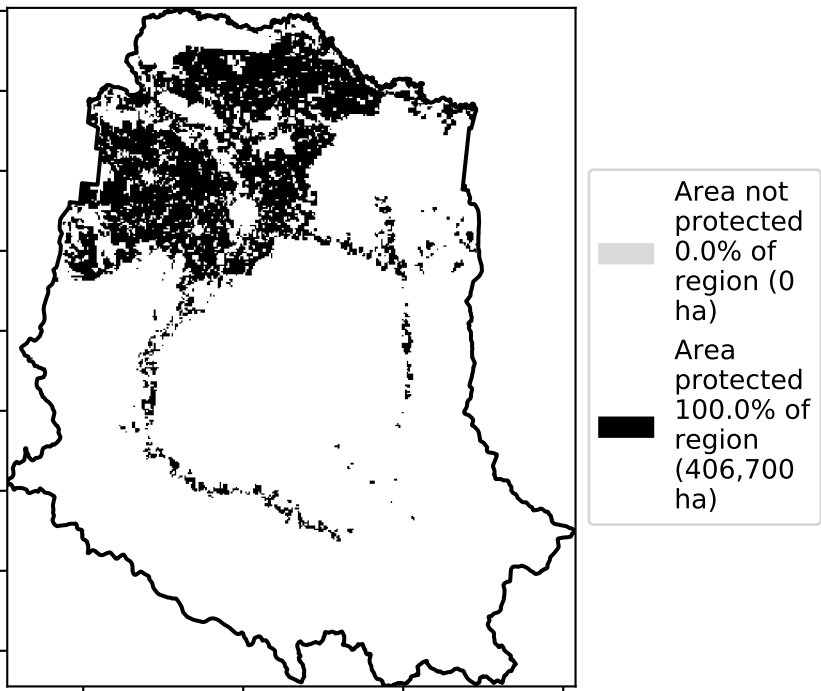 Area not
protected
0.0% of
region (0
ha)
Area
protected
100.0% of
region
(406,700
ha)